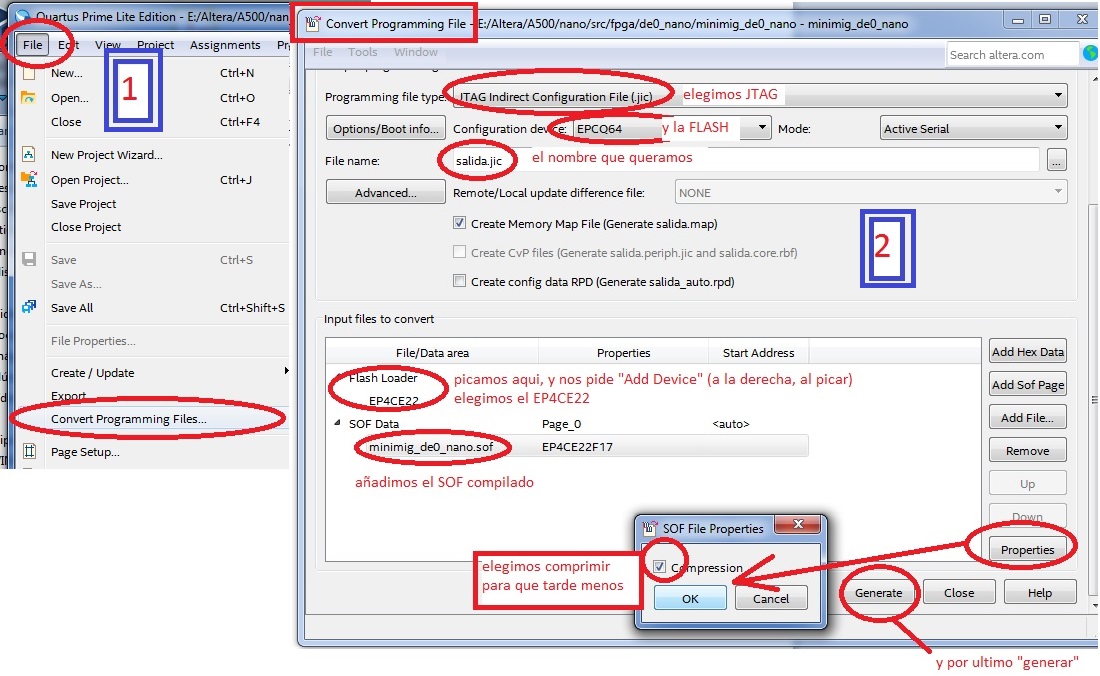 Quartus Prime Lite Edition - E:/Altera/A500/nan
File
View
Project
Assignments
1
New...
Ctrl+N
Open...
Ctrl+O
Close
Ctrl+F4
New Project Wizard...
Open Project...
Ctrl+J
Save Project
Close Project
Save
Ctrl+S
Save As...
Save All
Ctrl+Shift+S
File Properties...
Create / Update
Export
Convert Programming Files...
Page Setup...
Convert Programming File - E:/Altera/A500/nano/src/fpga/de0_nano/minimig_de0_nano - minimig_de0_nano
File Tools Window
Search altera.com
Programming file type:
JTAG Indirect Configuration File (.jic)
elegimos JTAG
Options/Boot info...
Configuration device:
EPCQ64
y la FLASH
Mode:
Active Serial
File name:
salida.jic
el nombre que queramos
...
Advanced...
Remote/Local update difference file:
NONE
Create Memory Map File (Generate salida.map)
2
Create CvP files (Generate salida.periph.jic and salida.core.rbf)
Create config data RPD (Generate salida_auto.rpd)
Input files to convert
File/Data area
Properties
Start Address
Add Hex Data
Flash Loader
picamos aqui, y nos pide "Add Device" (a la derecha, al picar)
Add Sof Page
EP4CE22
elegimos el EP4CE22
SOF Data
Page_0
<auto>
Add File...
minimig_de0_nano.sof
EP4CE22F17
Remove
añadimos el SOF compilado
Up
Down
SOF File Properties
Properties
elegimos comprimir
para que tarde menos
Compression
OK
Cancel
Generate
Close
Help
y por ultimo "generar"